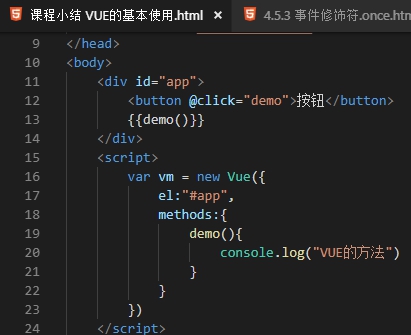 课程小结 VUE的基本使用.html × 4.5.3 事件修饰符.once.htm
9 </head>
10 <body>
11 <div id="app">
12 <button @click="demo">按钮</button>
13 {{demo()}}
14 </div>
15 <script>
16 var vm = new Vue({
17 el:"#app",
18 methods:{
19 demo(){
20 console.log("VUE的方法")
21 }
22 }
23 })
24 </script>